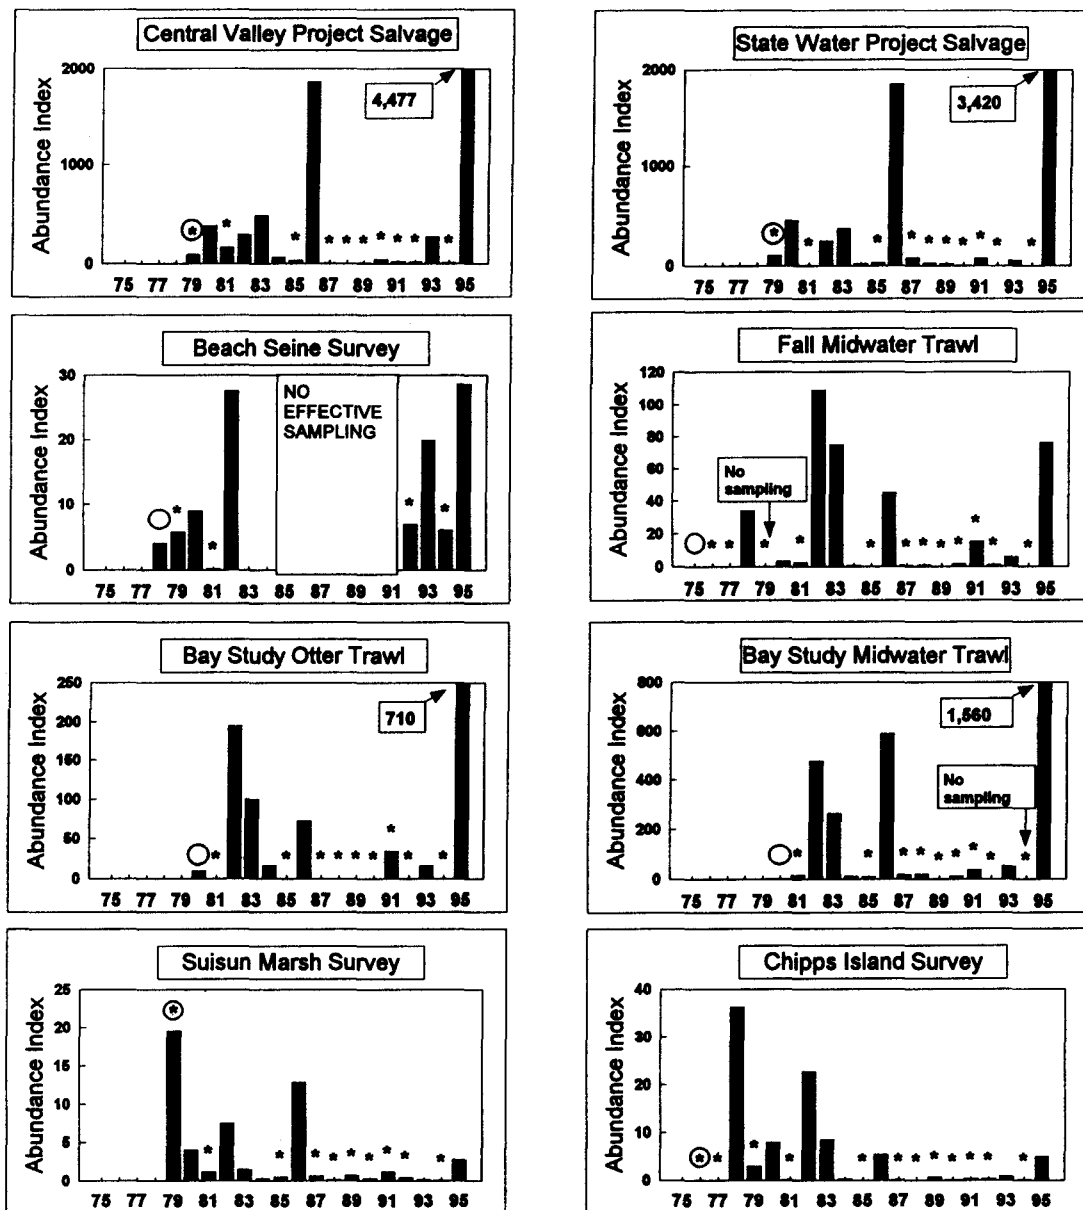 Central Valley Project Salvage
Abundance Index
2000
1000
0
4,477
* * * * * * * * * *
75 77 79 81 83 85 87 89 91 93 95
State Water Project Salvage
Abundance Index
2000
1000
0
3,420
* * * * * * * * * *
75 77 79 81 83 85 87 89 91 93 95
Beach Seine Survey
Abundance Index
30
20
10
0
NO
EFFECTIVE
SAMPLING
* * * *
75 77 79 81 83 85 87 89 91 93 95
Fall Midwater Trawl
Abundance Index
120
100
80
60
40
20
0
No
sampling
* * * * * * * * * * * *
75 77 79 81 83 85 87 89 91 93 95
Bay Study Otter Trawl
Abundance Index
250
200
150
100
50
0
710
* * * * * * * * *
75 77 79 81 83 85 87 89 91 93 95
Bay Study Midwater Trawl
Abundance Index
800
600
400
200
0
1,560
No
sampling
* * * * * * * * *
75 77 79 81 83 85 87 89 91 93 95
Suisun Marsh Survey
Abundance Index
25
20
15
10
5
0
* * * * * * * * * *
75 77 79 81 83 85 87 89 91 93 95
Chipps Island Survey
Abundance Index
40
30
20
10
0
* * * * * * * * * * * *
75 77 79 81 83 85 87 89 91 93 95